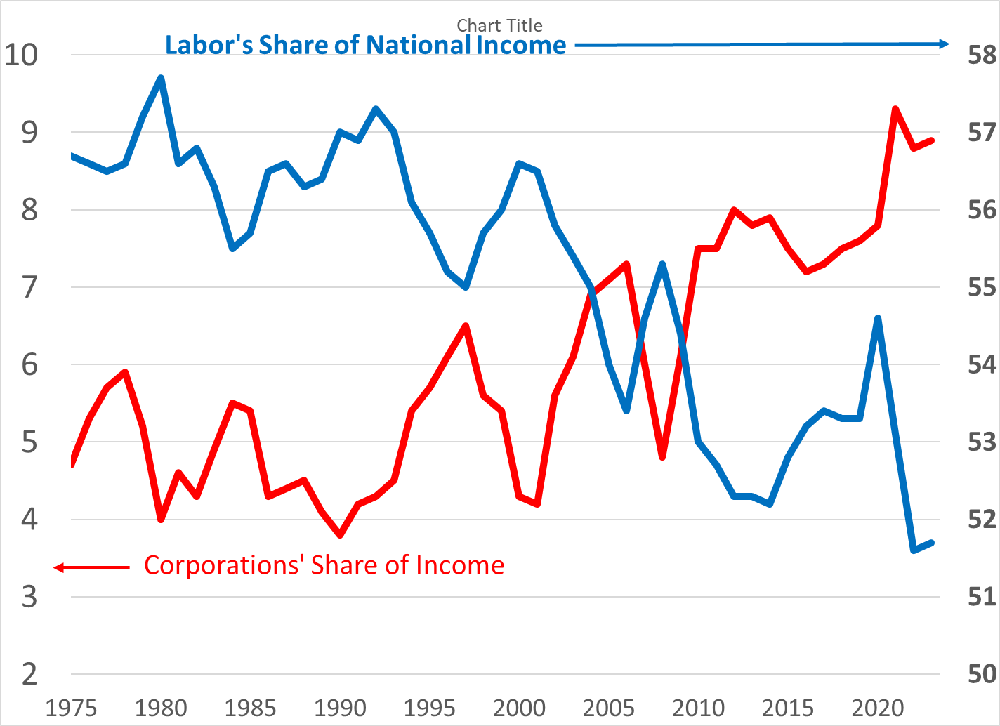 Chart Title
Labor's Share of National Income
10 58
9 57
8 56
7 55
6 54
5 53
4 52
Corporations' Share of Income
3 51
2 50
1975 1980 1985 1990 1995 2000 2005 2010 2015 2020